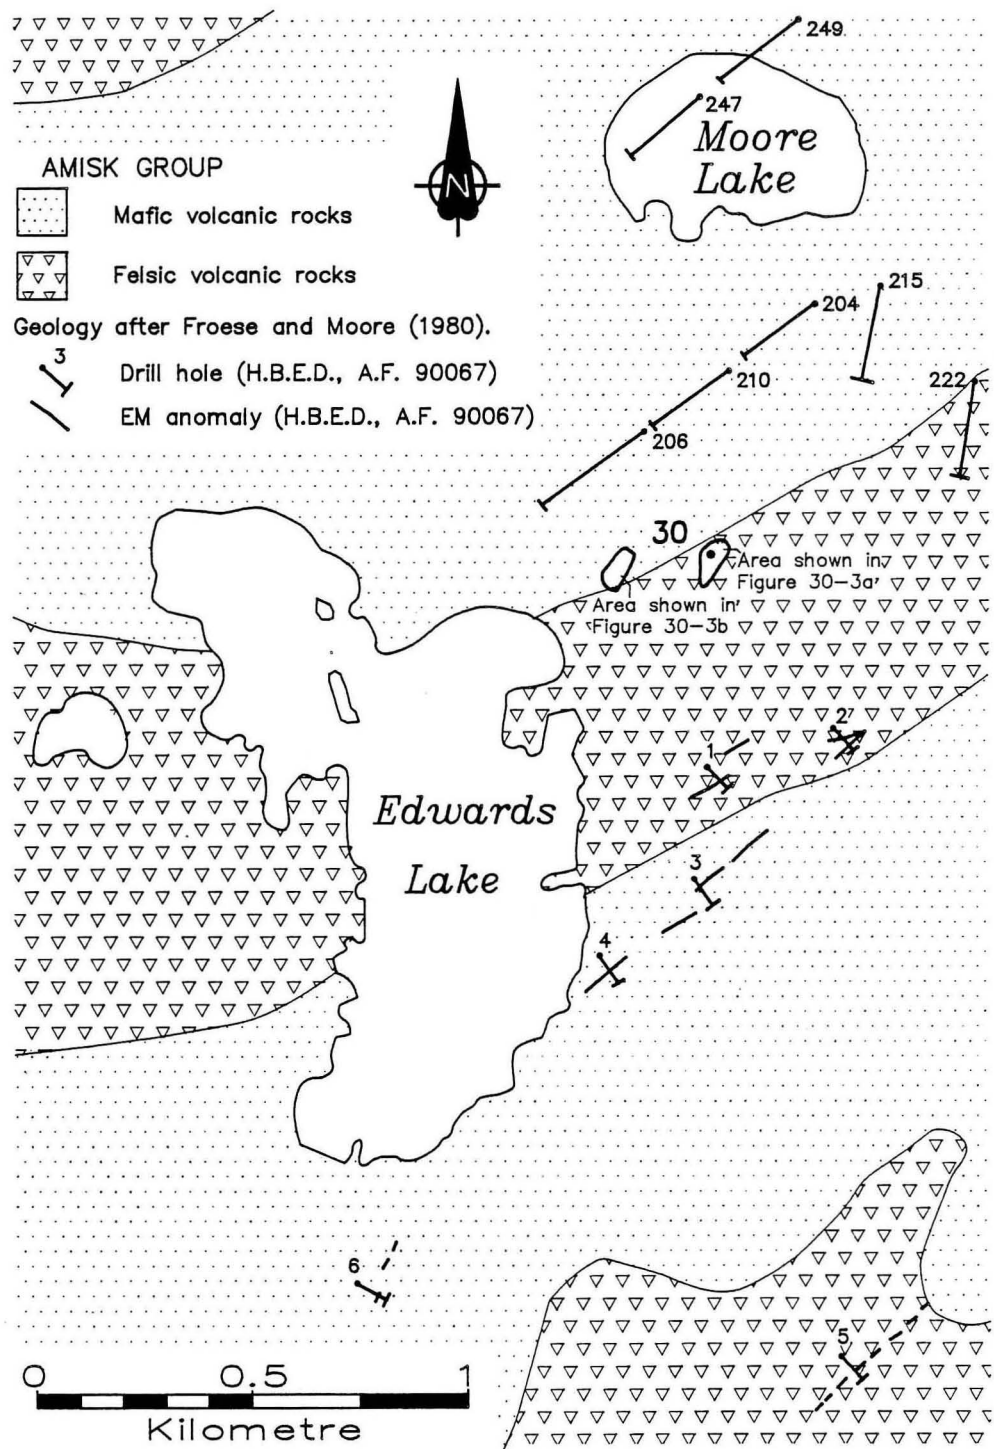 249
247
Moore
Lake
N
AMISK GROUP
Mafic volcanic rocks
Felsic volcanic rocks
Geology after Froese and Moore (1980).
3
Drill hole (H.B.E.D., A.F. 90067)
EM anomaly (H.B.E.D., A.F. 90067)
215
204
210
222
206
30
Area shown in
Figure 30-3a
Area shown in
Figure 30-3b
2
1
Edwards
Lake
3
4
6
5
0 0.5 1
Kilometre